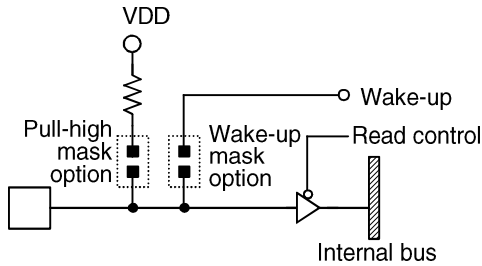 VDD
Pull-high
mask
option
Wake-up
mask
option
Wake-up
Read control
Internal bus